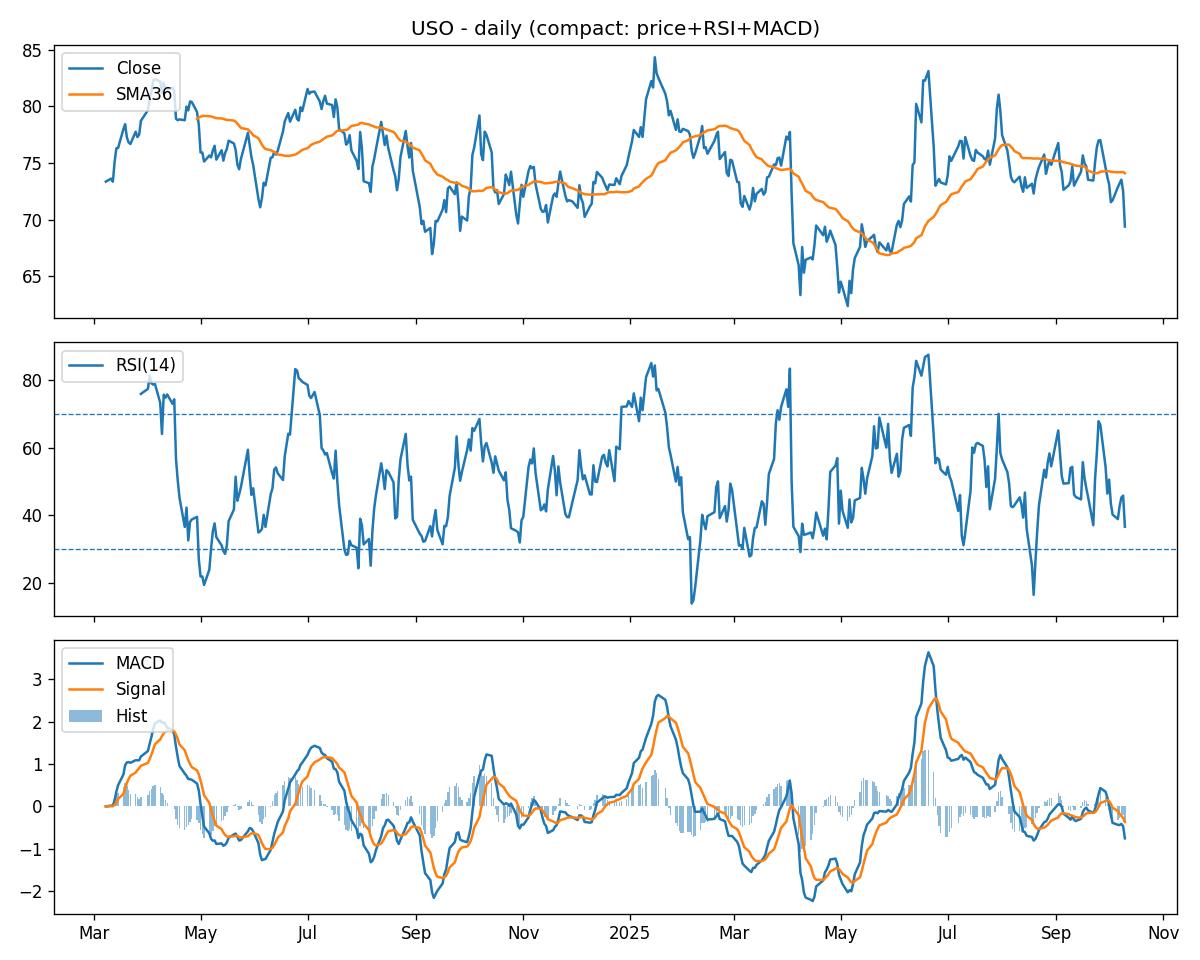 USO - daily (compact: price+RSI+MACD)
85
80
75
70
65
Close
SMA36
80
60
40
20
RSI(14)
3
2
1
0
−1
−2
MACD
Signal
Hist
Mar May Jul Sep Nov 2025 Mar May Jul Sep Nov